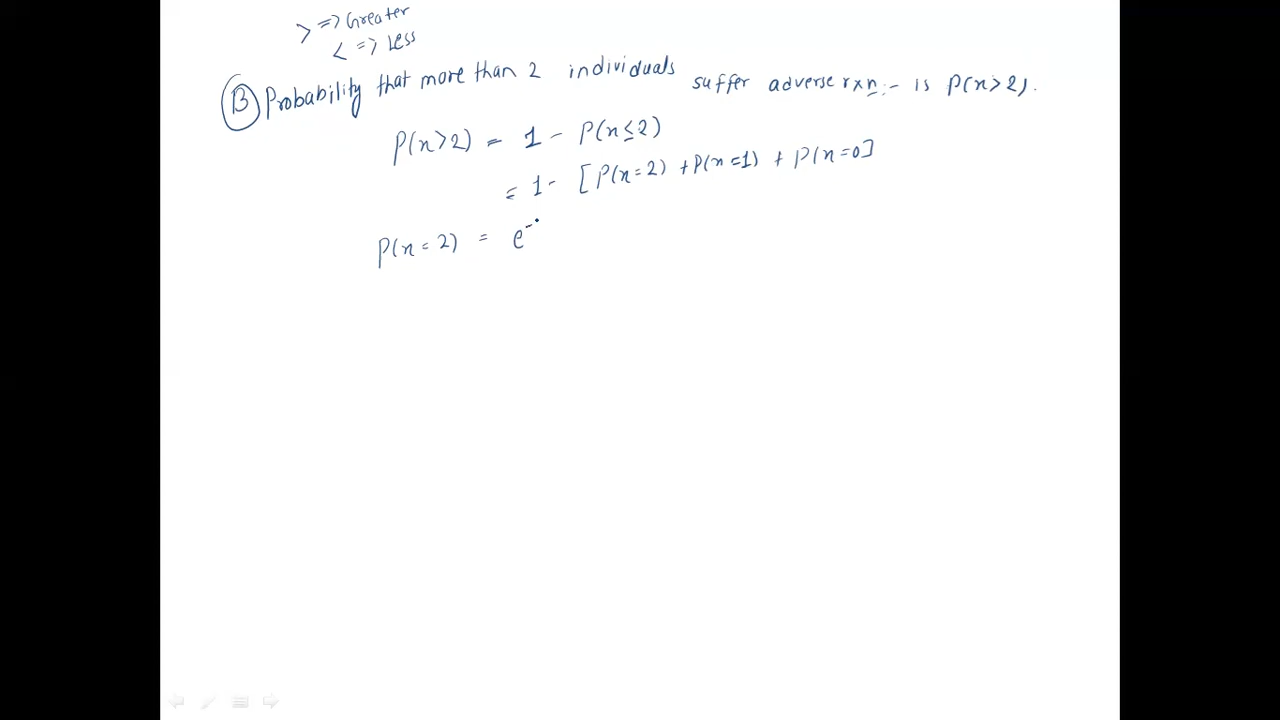 > => Greater
< => Less
B Probability that more than 2 individuals suffer adverse rxn :- is P(n>2).
P(n>2) = 1 - P(n≤2)
= 1 - [P(n=2) + P(n=1) + P(n=0]
P(n=2) = e-